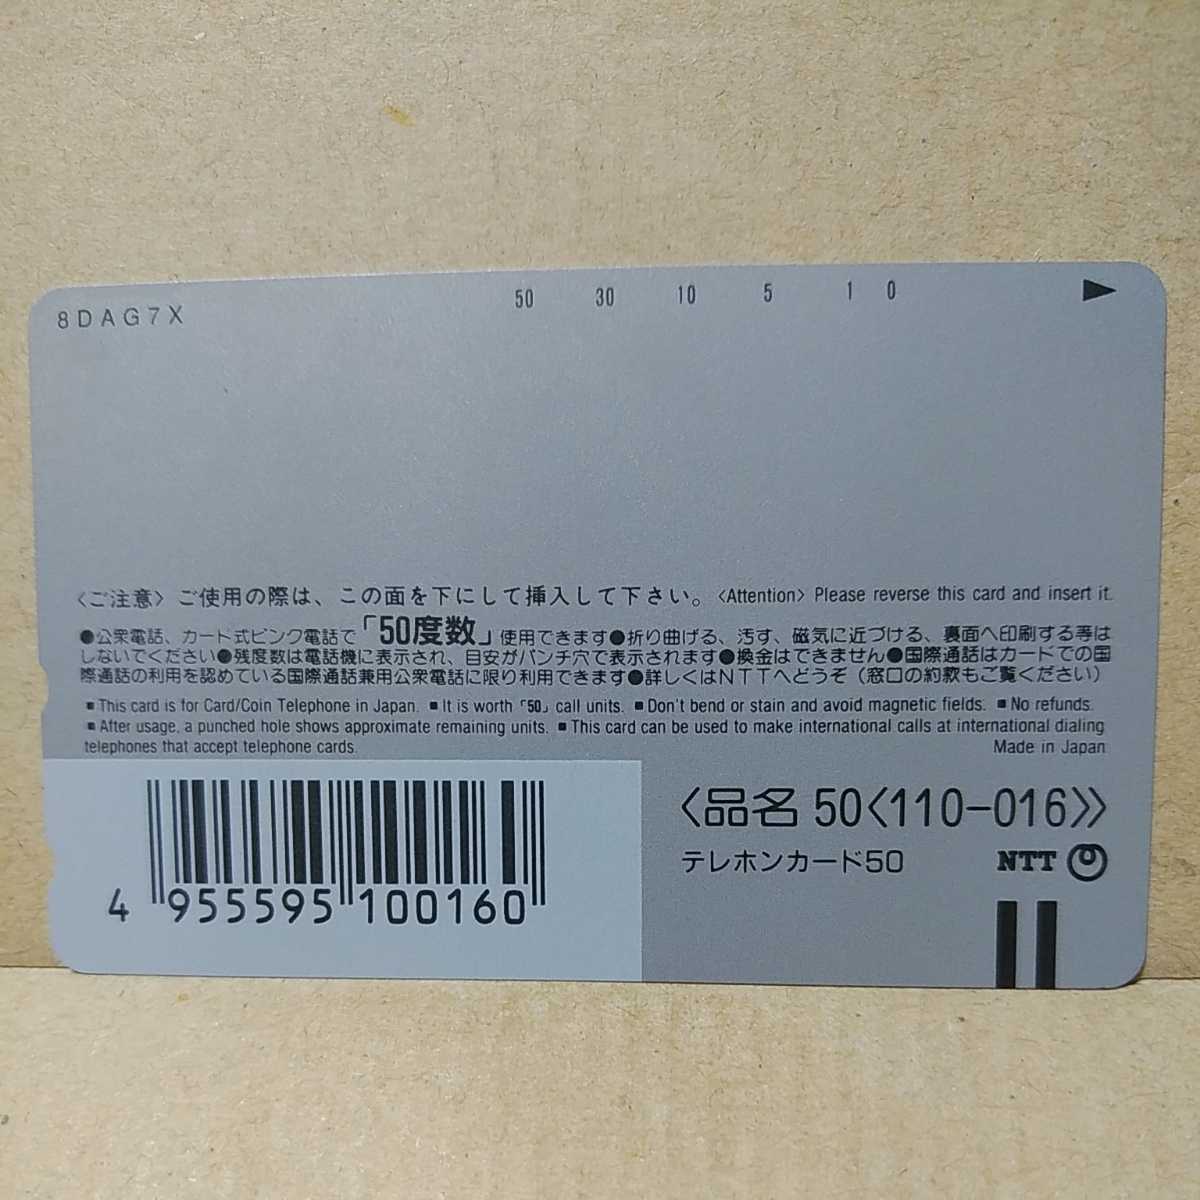 8DAG7X 50 30 10 5 1 0
〈ご注意〉ご使用の際は、この面を下にして挿入して下さい。〈Attention〉Please reverse this card and insert it.
●公衆電話、カード式ピンク電話で「50度数」使用できます●折り曲げる、汚す、磁気に近づける、裏面へ印刷する等は
しないでください●残度数は電話機に表示され、目安がパンチ穴で表示されます●換金はできません●国際通話はカードでの国
際通話の利用を認めている国際通話兼用公衆電話に限り利用できます●詳しくはNTTへどうぞ（窓口の約款もご覧ください）
■This card is for Card/Coin Telephone in Japan. ■It is worth「50」call units. ■Don't bend or stain and avoid magnetic fields. ■No refunds.
■After usage, a punched hole shows approximate remaining units. ■This card can be used to make international calls at international dialing
telephones that accept telephone cards. Made in Japan
〈品名 50〈110-016〉〉
テレホンカード50 NTT
4 955595 100160